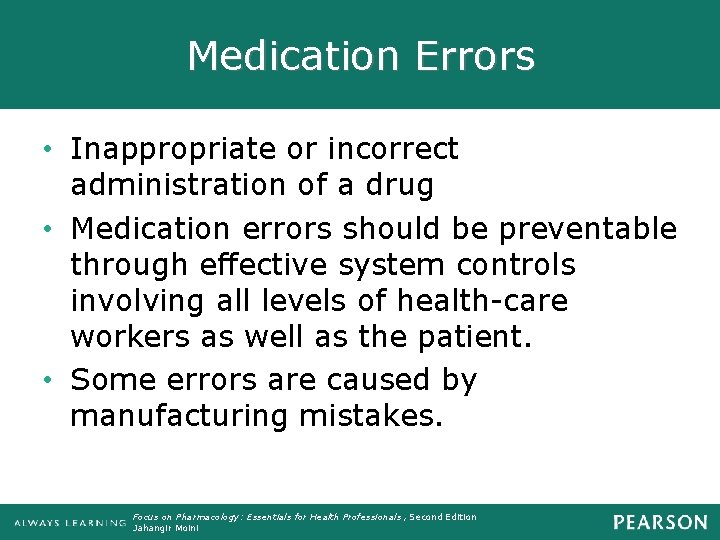 Medication Errors
• Inappropriate or incorrect
administration of a drug
• Medication errors should be preventable
through effective system controls
involving all levels of health-care
workers as well as the patient.
• Some errors are caused by
manufacturing mistakes.
ALWAYS LEARNING
Focus on Pharmacology: Essentials for Health Professionals, Second Edition
Jahangir Moini
PEARSON